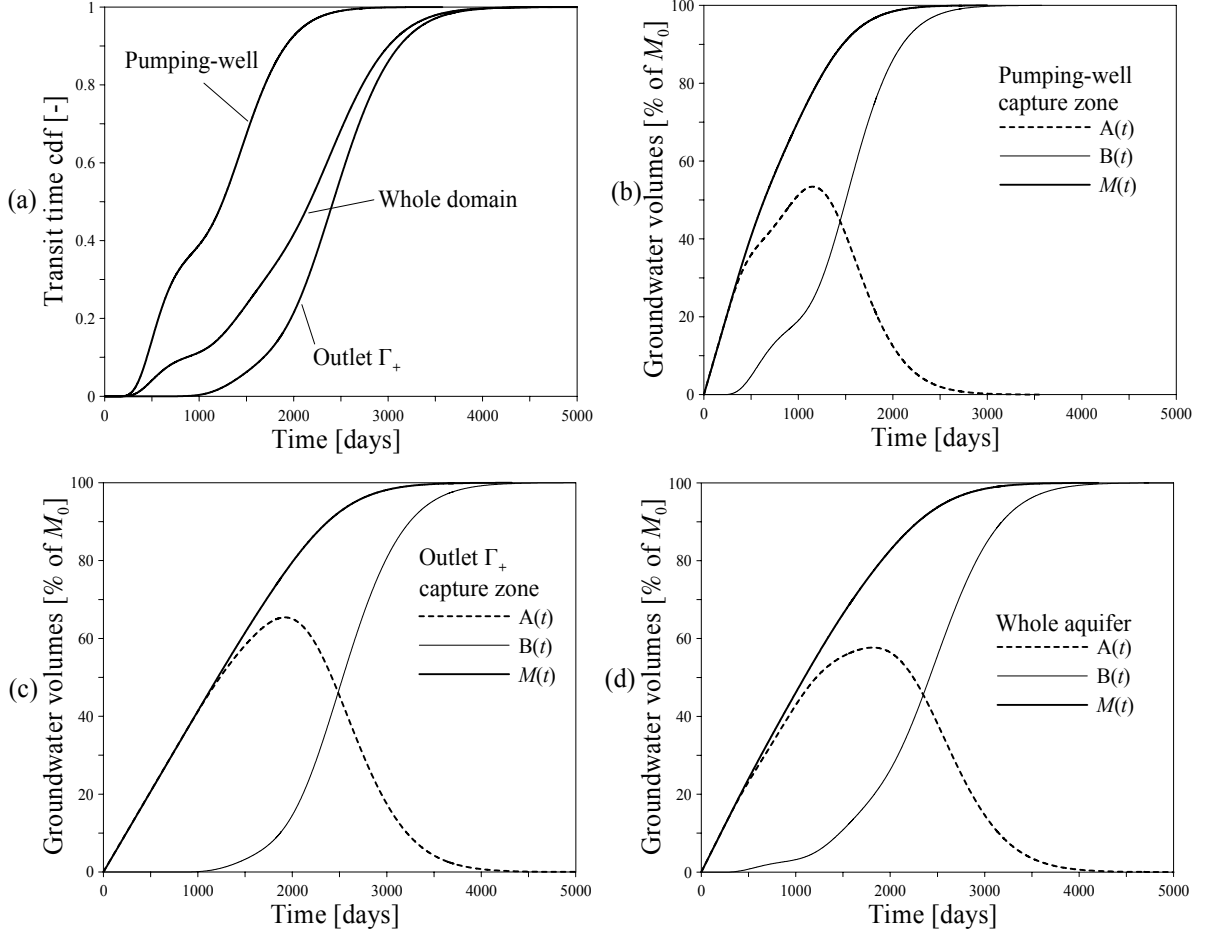 (a)
Transit time cdf [-]
1
0.8
0.6
0.4
0.2
0
Pumping-well
Whole domain
Outlet Γ+
0 1000 2000 3000 4000 5000
Time [days]
(b)
Groundwater volumes [% of M0]
100
80
60
40
20
0
Pumping-well
capture zone
A(t)
B(t)
M(t)
0 1000 2000 3000 4000 5000
Time [days]
(c)
Groundwater volumes [% of M0]
100
80
60
40
20
0
Outlet Γ+
capture zone
A(t)
B(t)
M(t)
0 1000 2000 3000 4000 5000
Time [days]
(d)
Groundwater volumes [% of M0]
100
80
60
40
20
0
Whole aquifer
A(t)
B(t)
M(t)
0 1000 2000 3000 4000 5000
Time [days]